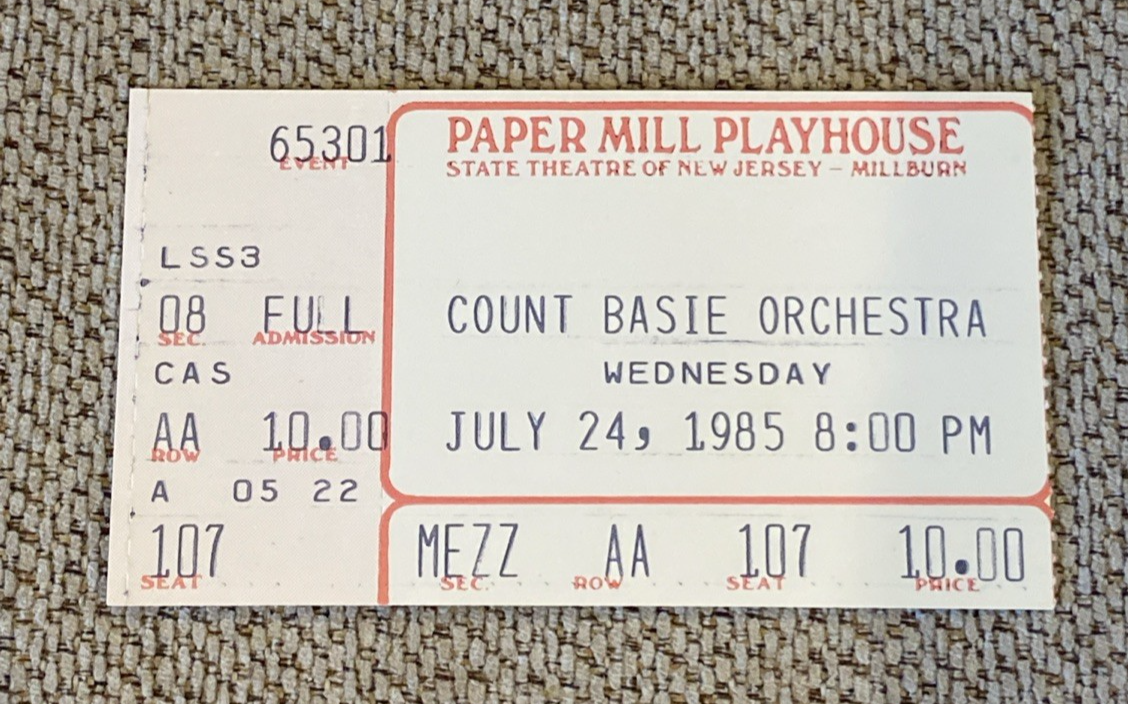 65301
EVENT
LSS3
08 FULL
SEC. ADMISSION
CAS
AA 10.00
ROW PRICE
A 05 22
107
SEAT
PAPER MILL PLAYHOUSE
STATE THEATRE OF NEW JERSEY – MILLBURN
COUNT BASIE ORCHESTRA
WEDNESDAY
JULY 24, 1985 8:00 PM
MEZZ AA 107 10.00
SEC. ROW SEAT PRICE